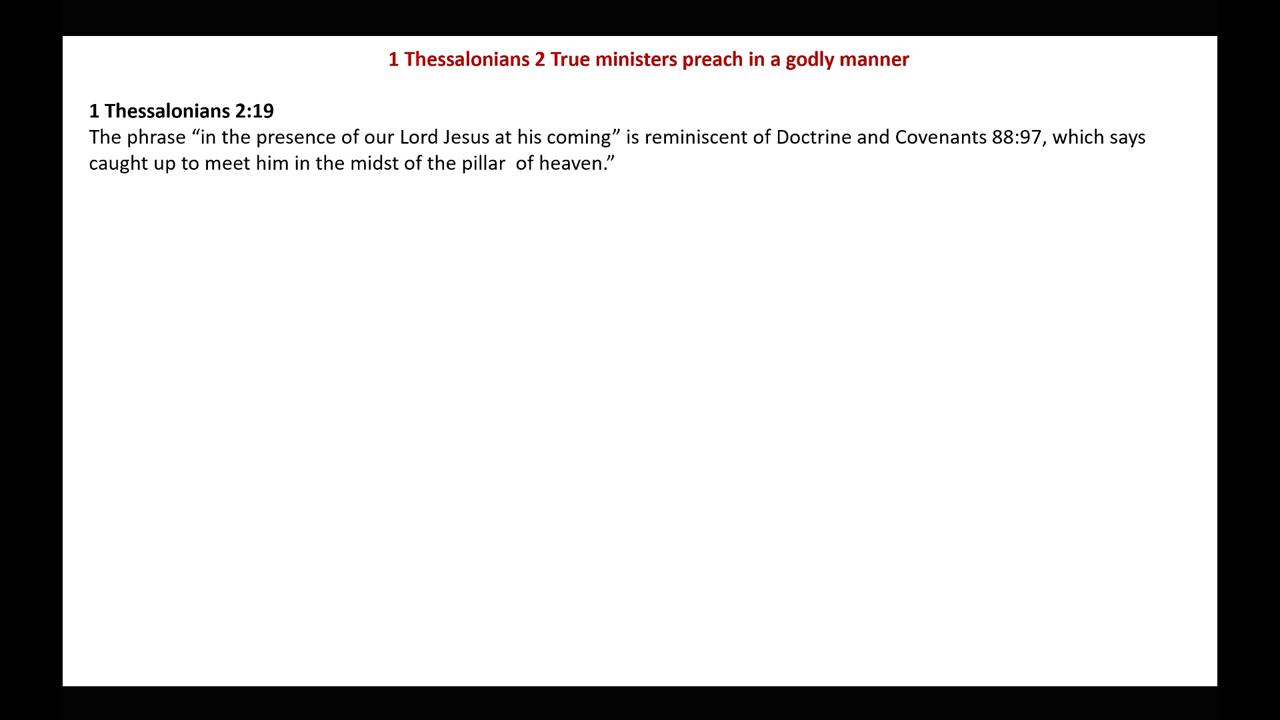 1 Thessalonians 2 True ministers preach in a godly manner
1 Thessalonians 2:19
The phrase “in the presence of our Lord Jesus at his coming” is reminiscent of Doctrine and Covenants 88:97, which says
caught up to meet him in the midst of the pillar  of heaven.”